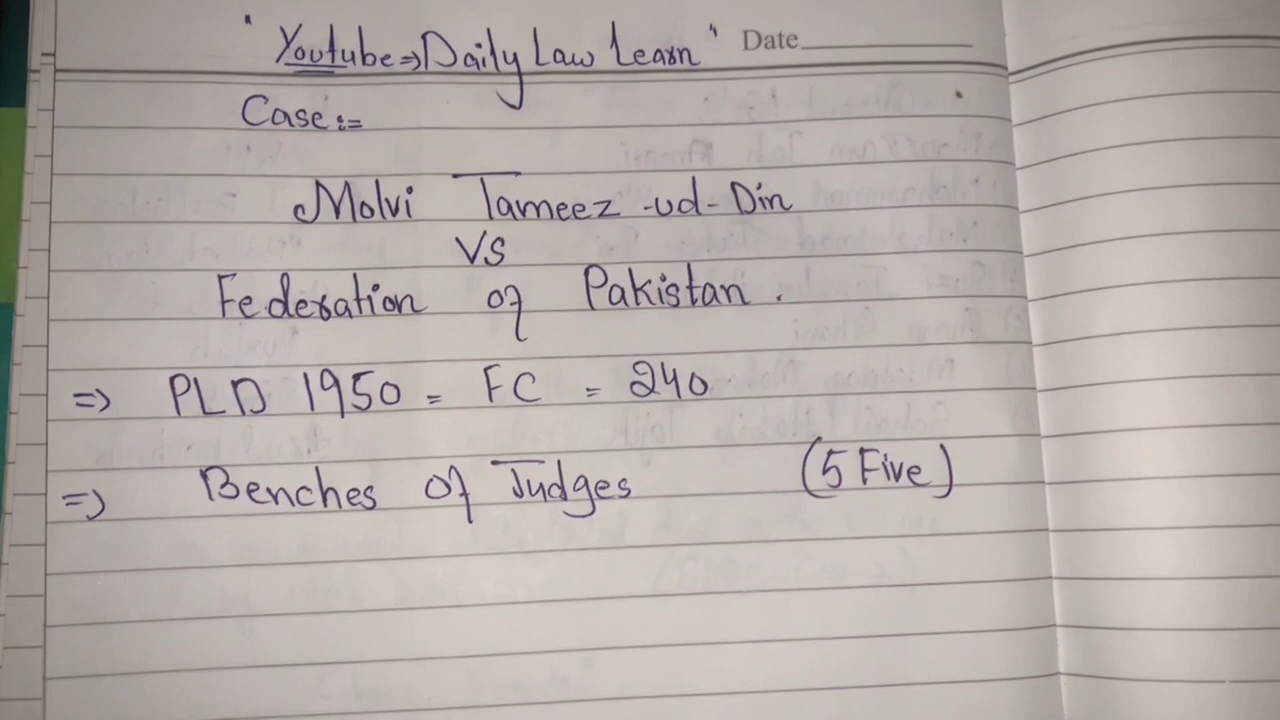 "Youtube⇒Daily Law Learn" Date
Case:=
Molvi Tameez-ud-Din
VS
Federation of Pakistan.
⇒ PLD 1950 = FC = 240
⇒ Benches of Judges (5 Five)